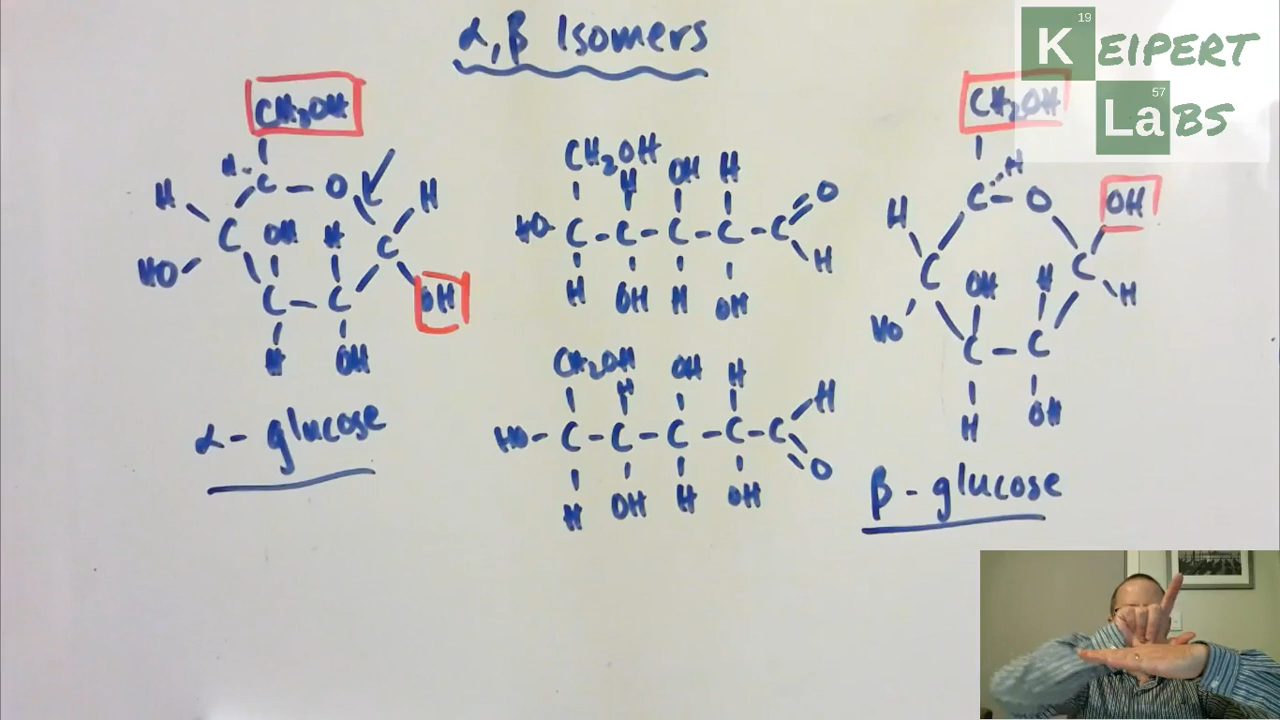 α,β Isomers
19
KEIPERT
57
LaBS
CH₂OH
H C – O
H H
C OH H C
HO OH
C – C
H OH
α-glucose
CH₂OH H OH H O
HO – C – C – C – C – C
H OH H OH H
CH₂OH H OH H H
HO – C – C – C – C – C
H OH H OH O
CH₂OH
H
C O OH
H
C OH H C H
HO
C – C
H OH
β-glucose